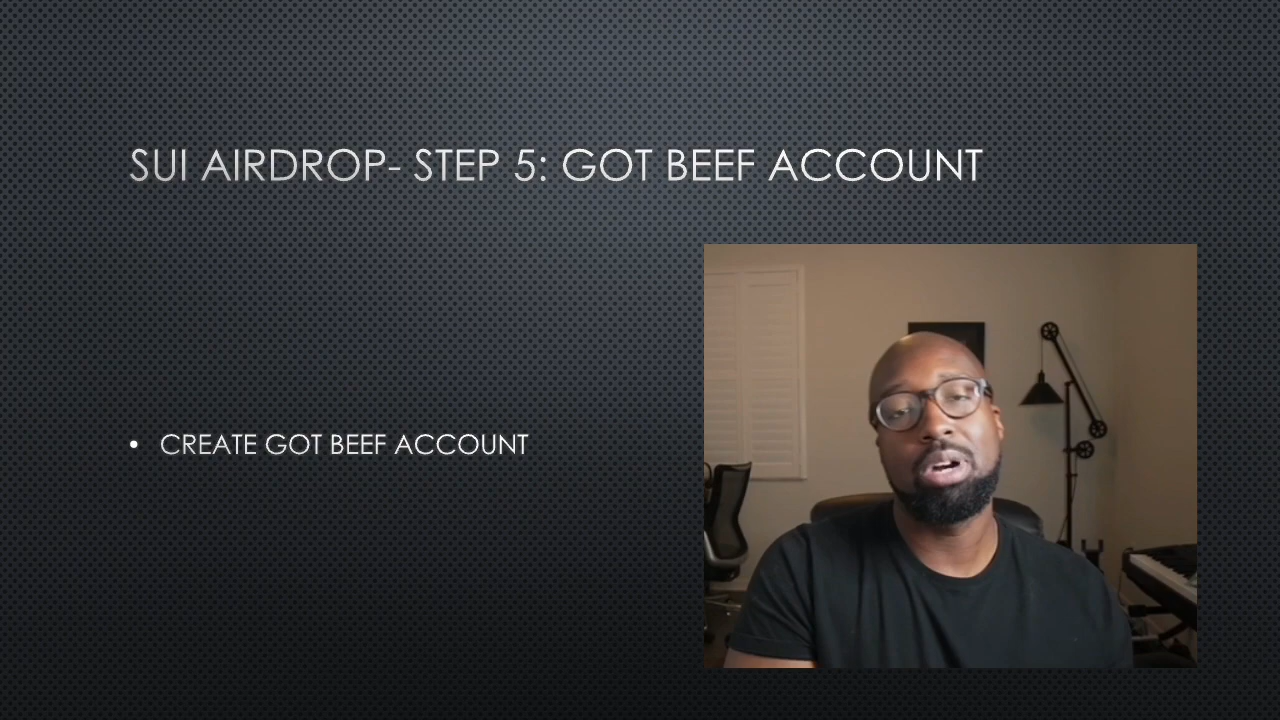 SUI AIRDROP- STEP 5: GOT BEEF ACCOUNT
• CREATE GOT BEEF ACCOUNT